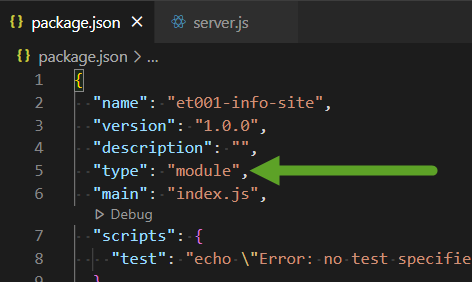 {} package.json server.js
{} package.json > ...
1 {
2 "name": "et001-info-site",
3 "version": "1.0.0",
4 "description": "",
5 "type": "module",
6 "main": "index.js",
Debug
7 "scripts": {
8 "test": "echo \"Error: no test specifie
9 }